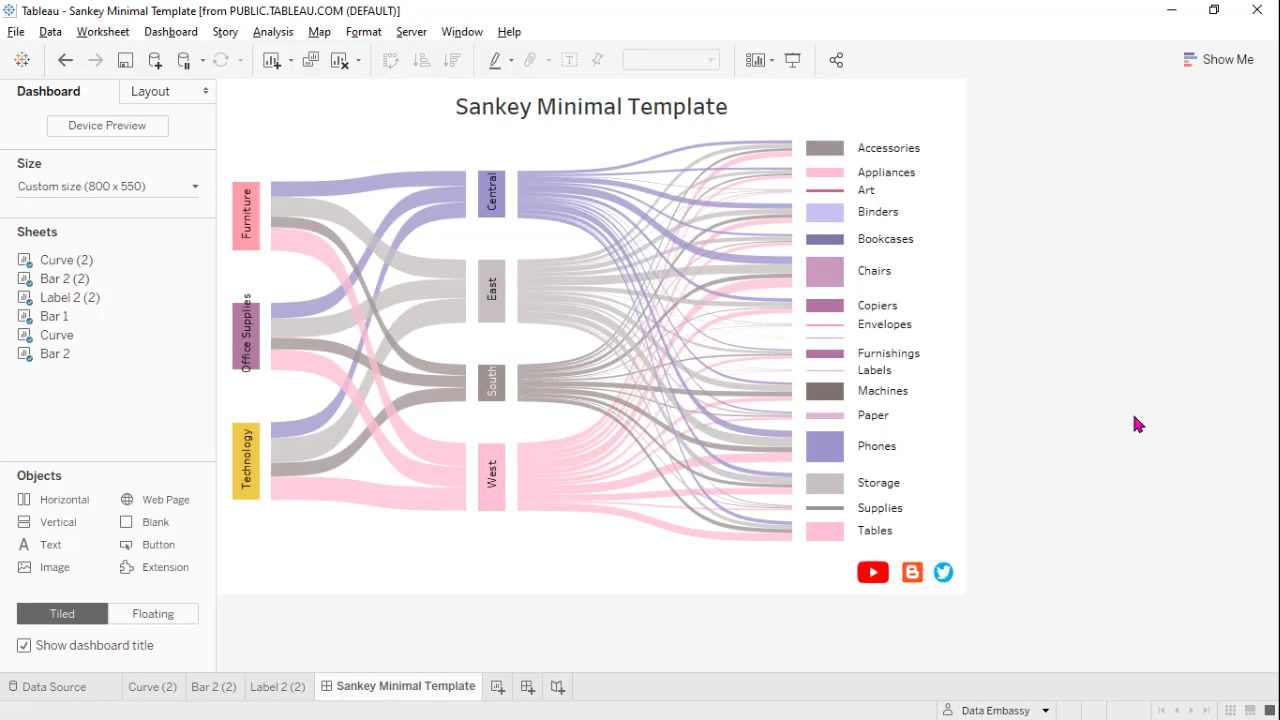 Tableau - Sankey Minimal Template [from PUBLIC.TABLEAU.COM (DEFAULT)]
File Data Worksheet Dashboard Story Analysis Map Format Server Window Help
Show Me
Dashboard Layout
Device Preview
Size
Custom size (800 x 550)
Sheets
Curve (2)
Bar 2 (2)
Label 2 (2)
Bar 1
Curve
Bar 2
Objects
Horizontal Web Page
Vertical Blank
Text Button
Image Extension
Tiled Floating
Show dashboard title
Sankey Minimal Template
Furniture
Office Supplies
Technology
Central
East
South
West
Accessories
Appliances
Art
Binders
Bookcases
Chairs
Copiers
Envelopes
Furnishings
Labels
Machines
Paper
Phones
Storage
Supplies
Tables
Data Source Curve (2) Bar 2 (2) Label 2 (2) Sankey Minimal Template
Data Embassy